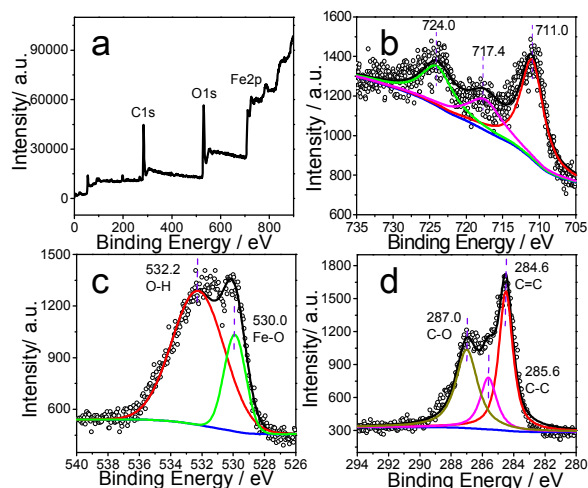 a
90000
60000
30000
0
0
200
400
600
800
C1s
O1s
Fe2p
Intensity/ a.u.
Binding Energy / eV
b
724.0
717.4
711.0
1600
1400
1200
1000
800
735
730
725
720
715
710
705
Intensity / a.u.
Binding Energy / eV
c
532.2
O-H
530.0
Fe-O
1500
1200
900
600
540
538
536
534
532
530
528
526
Intensity/ a.u.
Binding Energy / eV
d
284.6
C=C
287.0
C-O
285.6
C-C
2100
1800
1500
1200
900
600
300
294
292
290
288
286
284
282
280
Intensity/ a.u.
Binding Energy / eV